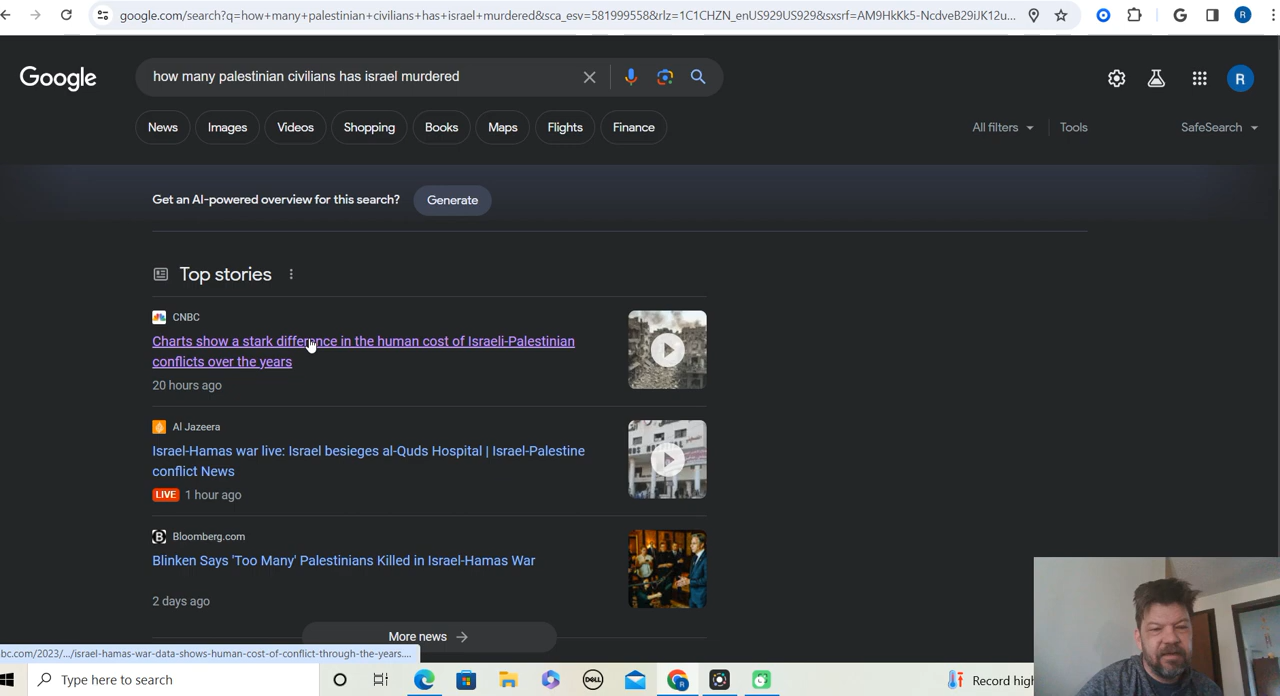 google.com/search?q=how+many+palestinian+civilians+has+israel+murdered&sca_esv=581999558&rlz=1C1CHZN_enUS929US929&sxsrf=AM9HkKk5-NcdveB29iJK12u...
R
Google
how many palestinian civilians has israel murdered
R
News
Images
Videos
Shopping
Books
Maps
Flights
Finance
All filters
Tools
SafeSearch
Get an AI-powered overview for this search?
Generate
Top stories
CNBC
Charts show a stark difference in the human cost of Israeli-Palestinian
conflicts over the years
20 hours ago
Al Jazeera
Israel-Hamas war live: Israel besieges al-Quds Hospital | Israel-Palestine
conflict News
LIVE 1 hour ago
B Bloomberg.com
Blinken Says 'Too Many' Palestinians Killed in Israel-Hamas War
2 days ago
More news
bc.com/2023/.../israel-hamas-war-data-shows-human-cost-of-conflict-through-the-years....
Type here to search
DELL
R
Record high